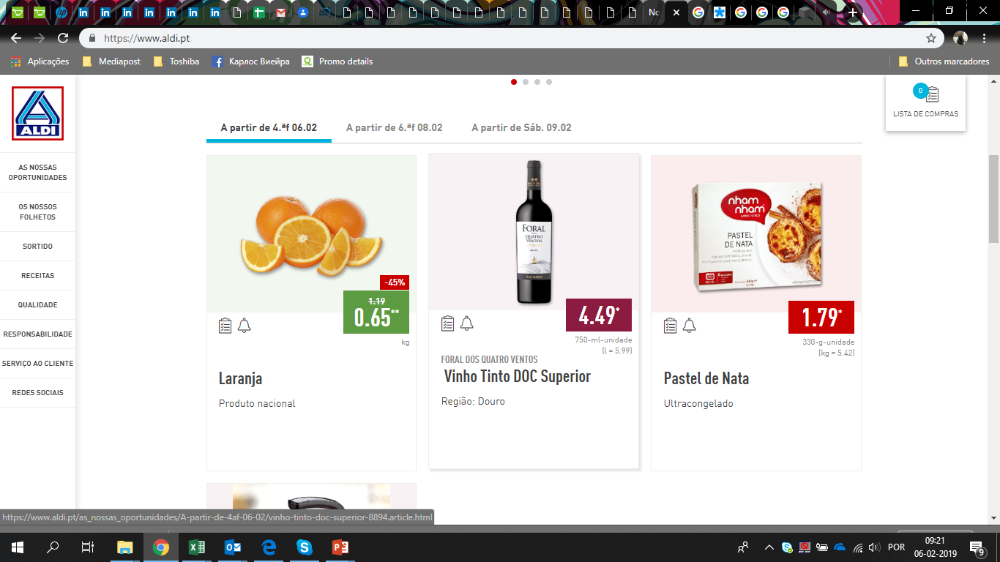 Nc
https://www.aldi.pt
Aplicações
Mediapost
Toshiba
Карлос Виейра
Promo details
Outros marcadores
ALDI
AS NOSSAS
OPORTUNIDADES
OS NOSSOS
FOLHETOS
SORTIDO
RECEITAS
QUALIDADE
RESPONSABILIDADE
SERVIÇO AO CLIENTE
REDES SOCIAIS
0
LISTA DE COMPRAS
A partir de 4.ªf 06.02
A partir de 6.ªf 08.02
A partir de Sáb. 09.02
-45%
1.19
0.65**
kg
Laranja
Produto nacional
FORAL
DOS
QUATRO
VENTOS
4.49*
750-ml-unidade
(l = 5.99)
FORAL DOS QUATRO VENTOS
Vinho Tinto DOC Superior
Região: Douro
nham
nham
PASTEL
DE NATA
1.79*
330-g-unidade
(kg = 5.42)
Pastel de Nata
Ultracongelado
https://www.aldi.pt/as_nossas_oportunidades/A-partir-de-4af-06-02/vinho-tinto-doc-superior-8894.article.html
POR
09:21
06-02-2019
9